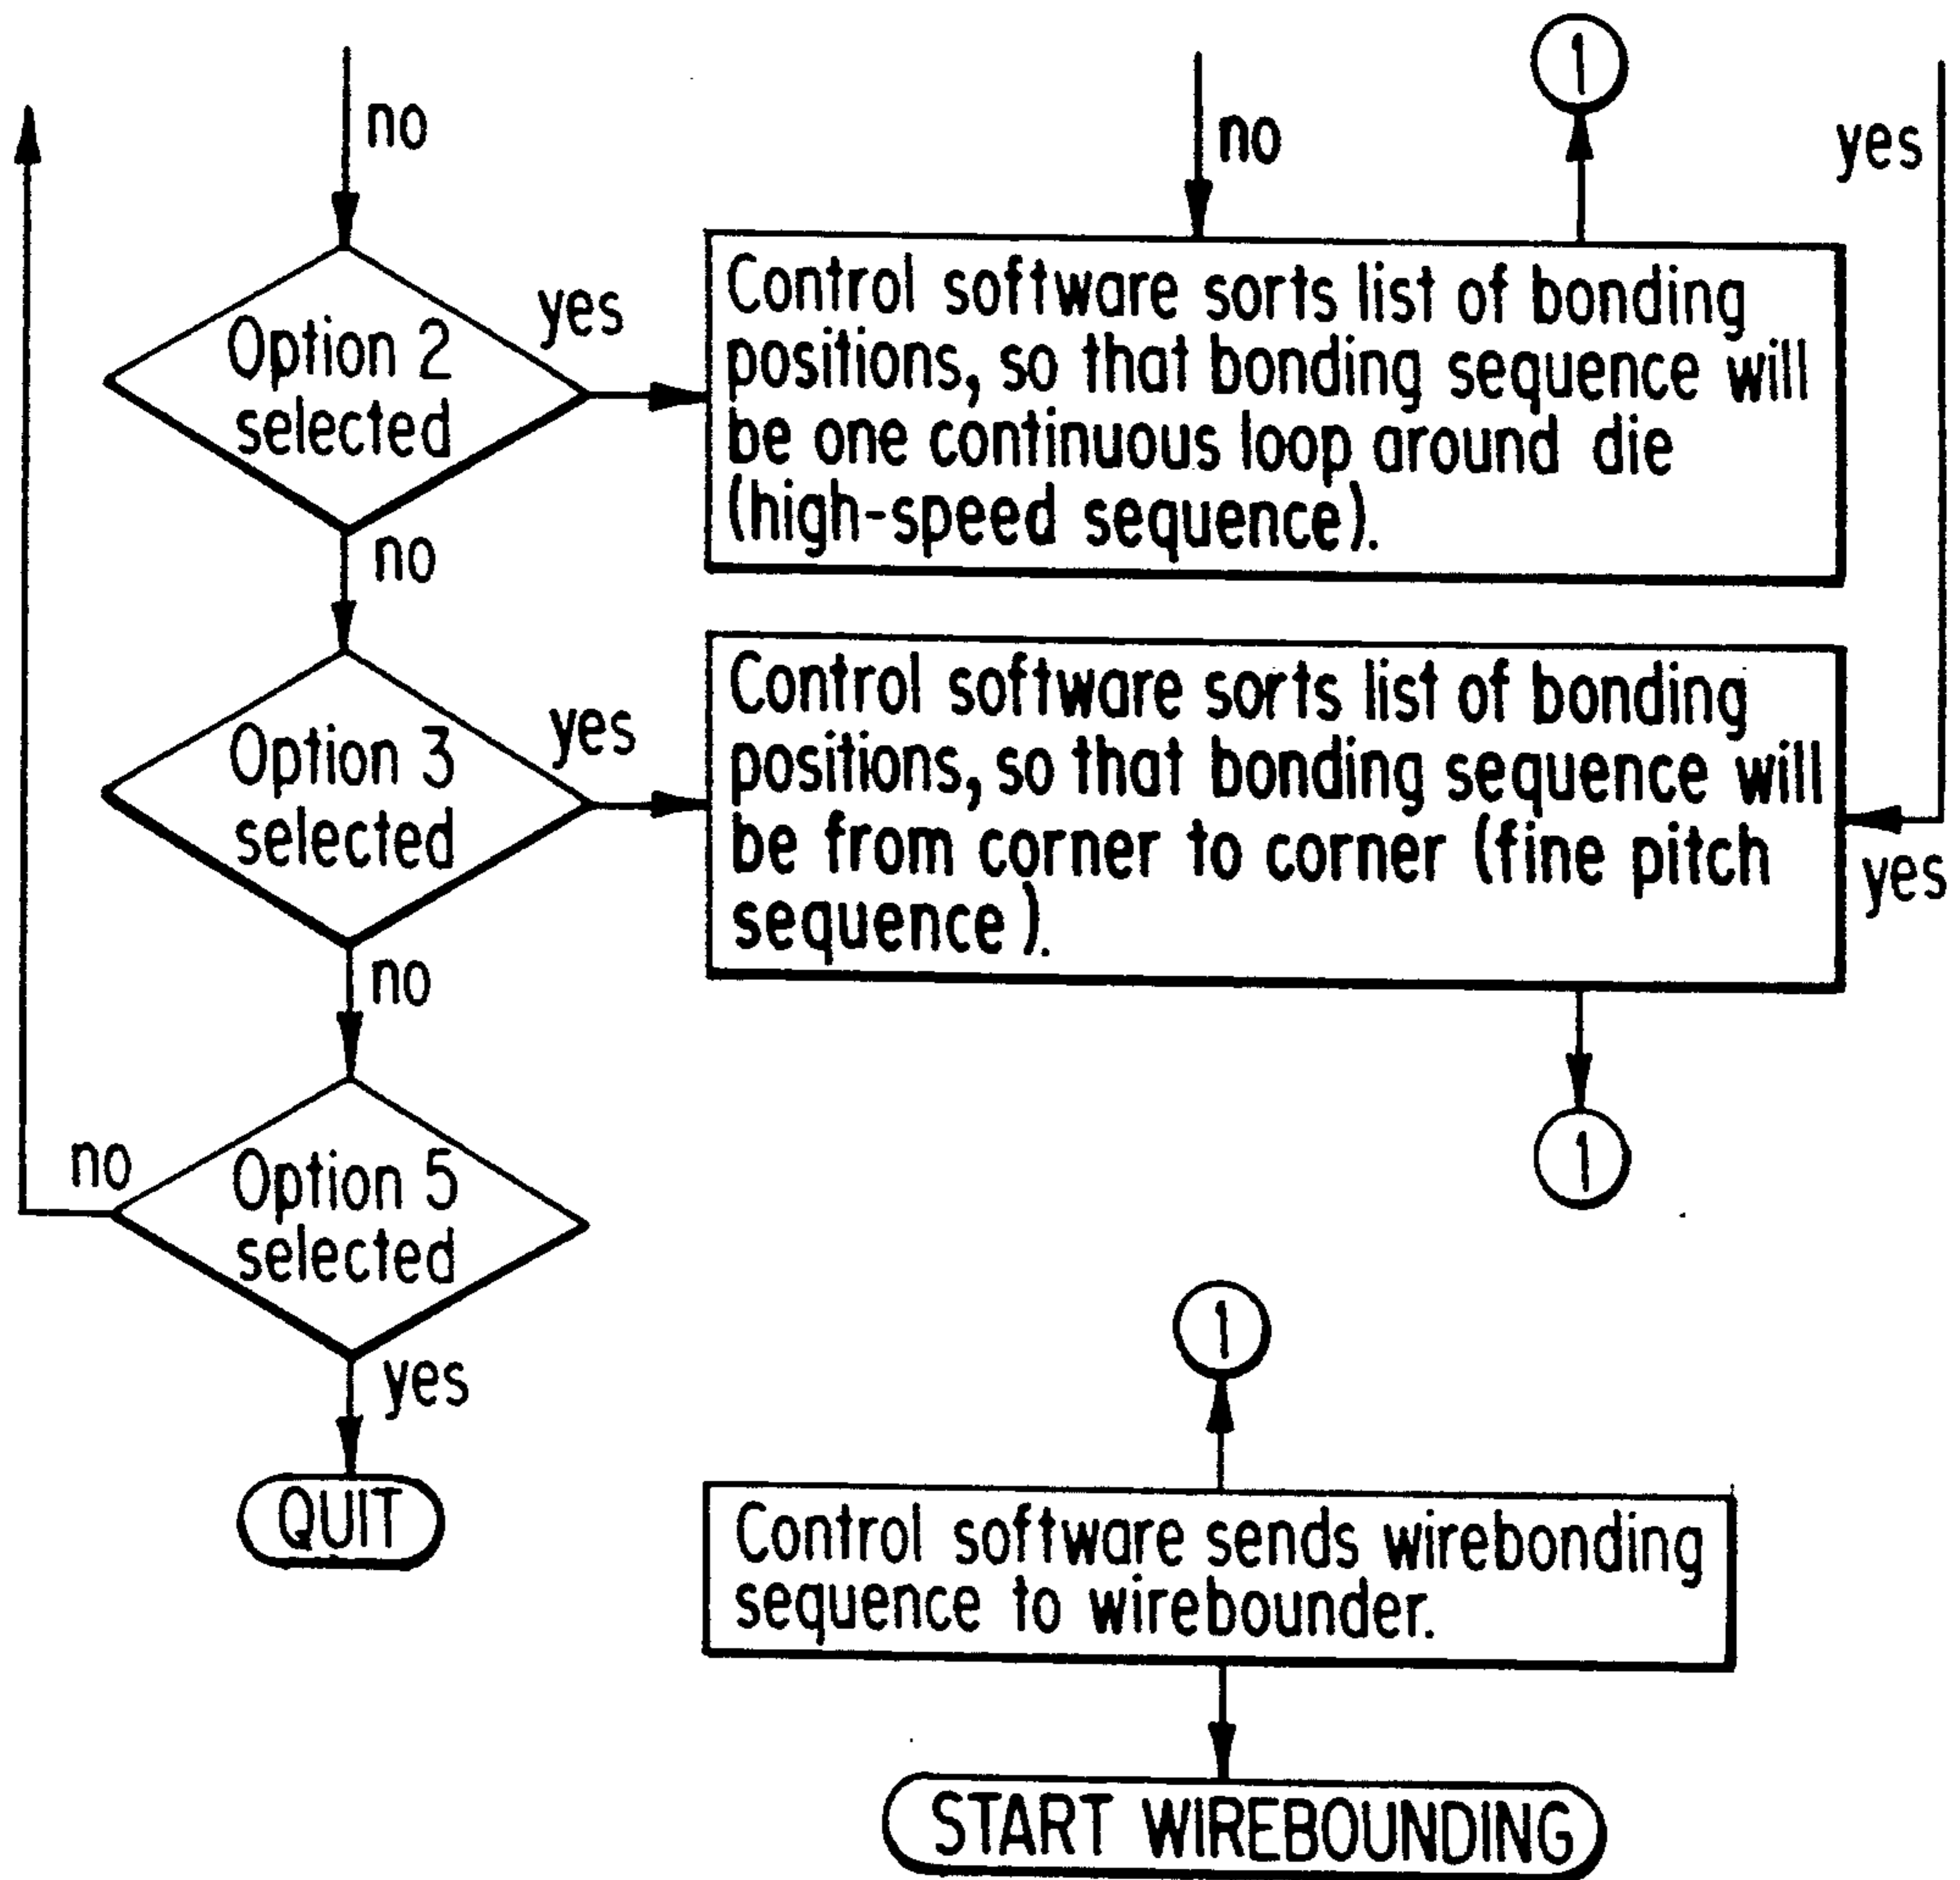 no
no
1
yes
Option 2
selected
yes
Control software sorts list of bonding
positions, so that bonding sequence will
be one continuous loop around die
(high-speed sequence).
no
Option 3
selected
yes
Control software sorts list of bonding
positions, so that bonding sequence will
be from corner to corner (fine pitch
sequence).
yes
no
1
no
Option 5
selected
yes
QUIT
1
Control software sends wirebonding
sequence to wirebounder.
START WIREBOUNDING